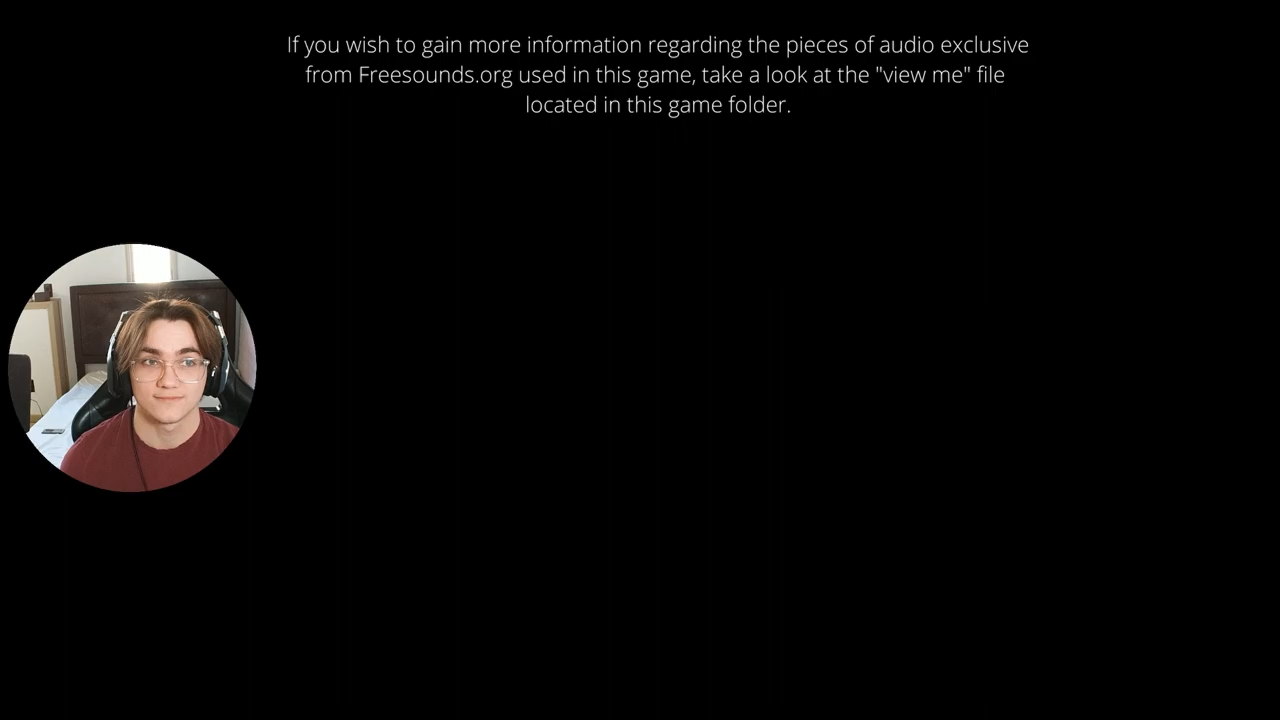 If you wish to gain more information regarding the pieces of audio exclusive
from Freesounds.org used in this game, take a look at the "view me" file
located in this game folder.